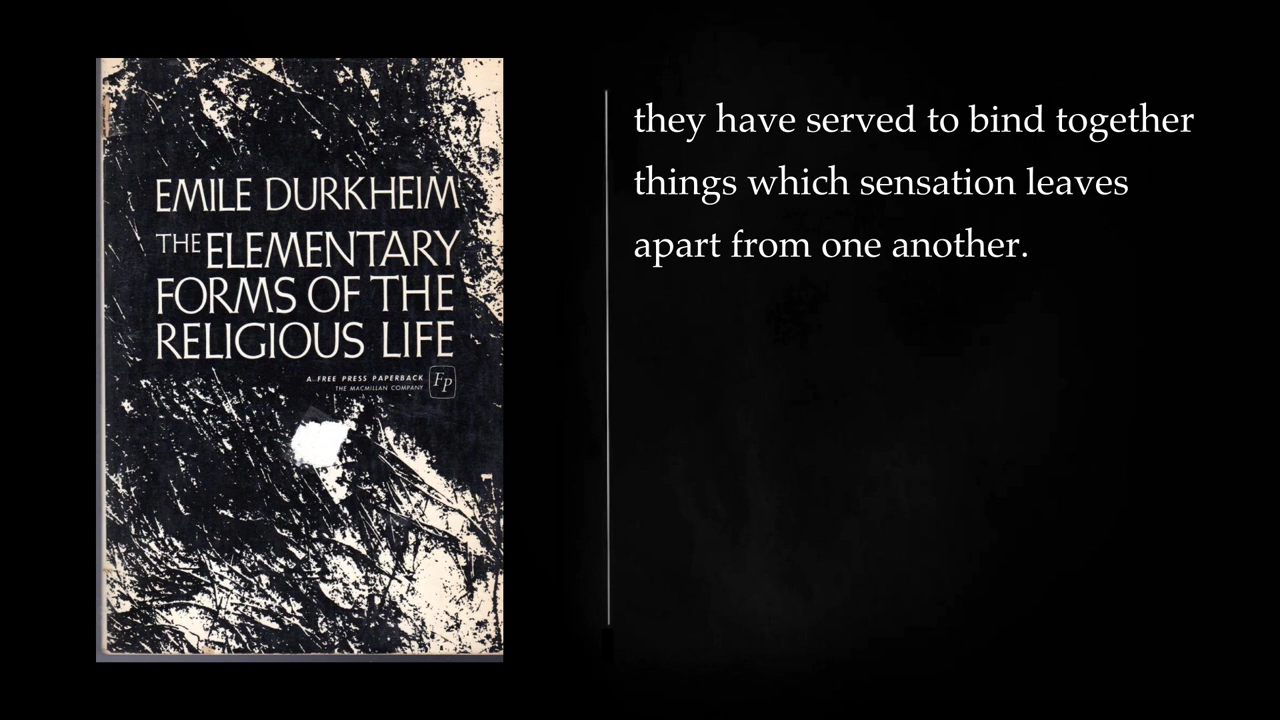 EMILE DURKHEIM
THE ELEMENTARY
FORMS OF THE
RELIGIOUS LIFE
A FREE PRESS PAPERBACK
THE MACMILLAN COMPANY
FP
they have served to bind together
things which sensation leaves
apart from one another.